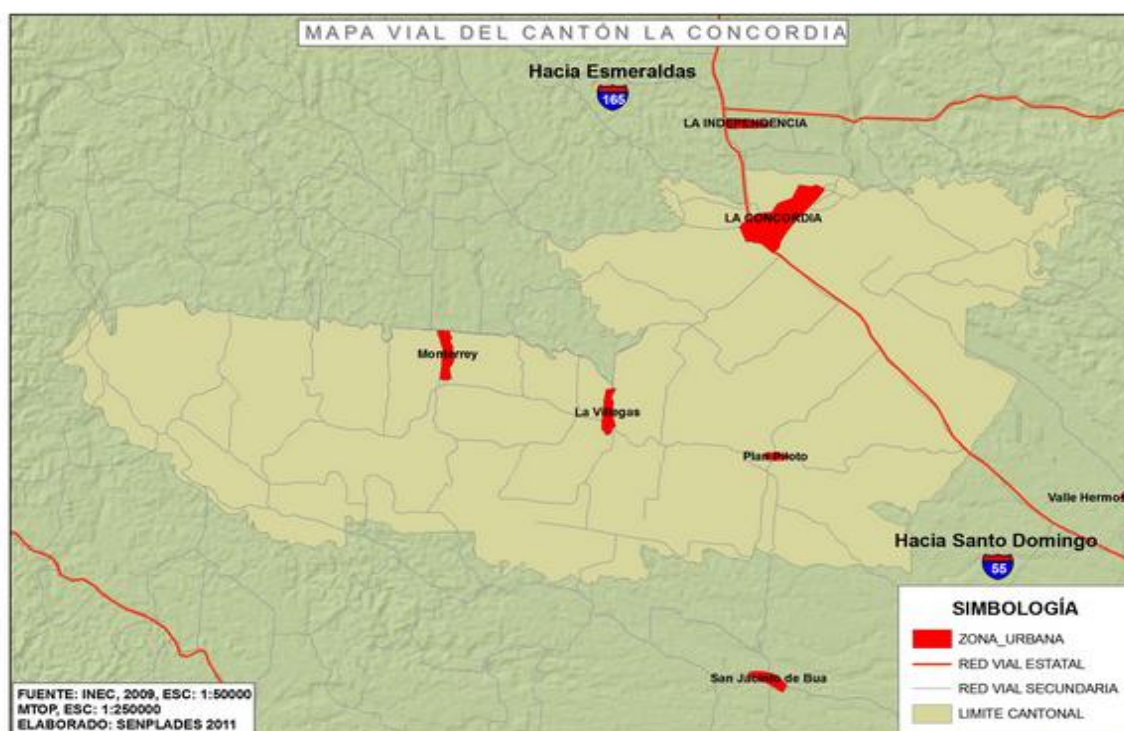 MAPA VIAL DEL CANTÓN LA CONCORDIA
Hacia Esmeraldas
165
LA INDEPENDENCIA
LA CONCORDIA
Monterrey
La Villegas
Plan Piloto
Valle Hermos
Hacia Santo Domingo
55
San Jacinto de Bua
SIMBOLOGÍA
ZONA_URBANA
RED VIAL ESTATAL
RED VIAL SECUNDARIA
LIMITE CANTONAL
FUENTE: INEC, 2009, ESC: 1:50000
MTOP, ESC: 1:250000
ELABORADO: SENPLADES 2011